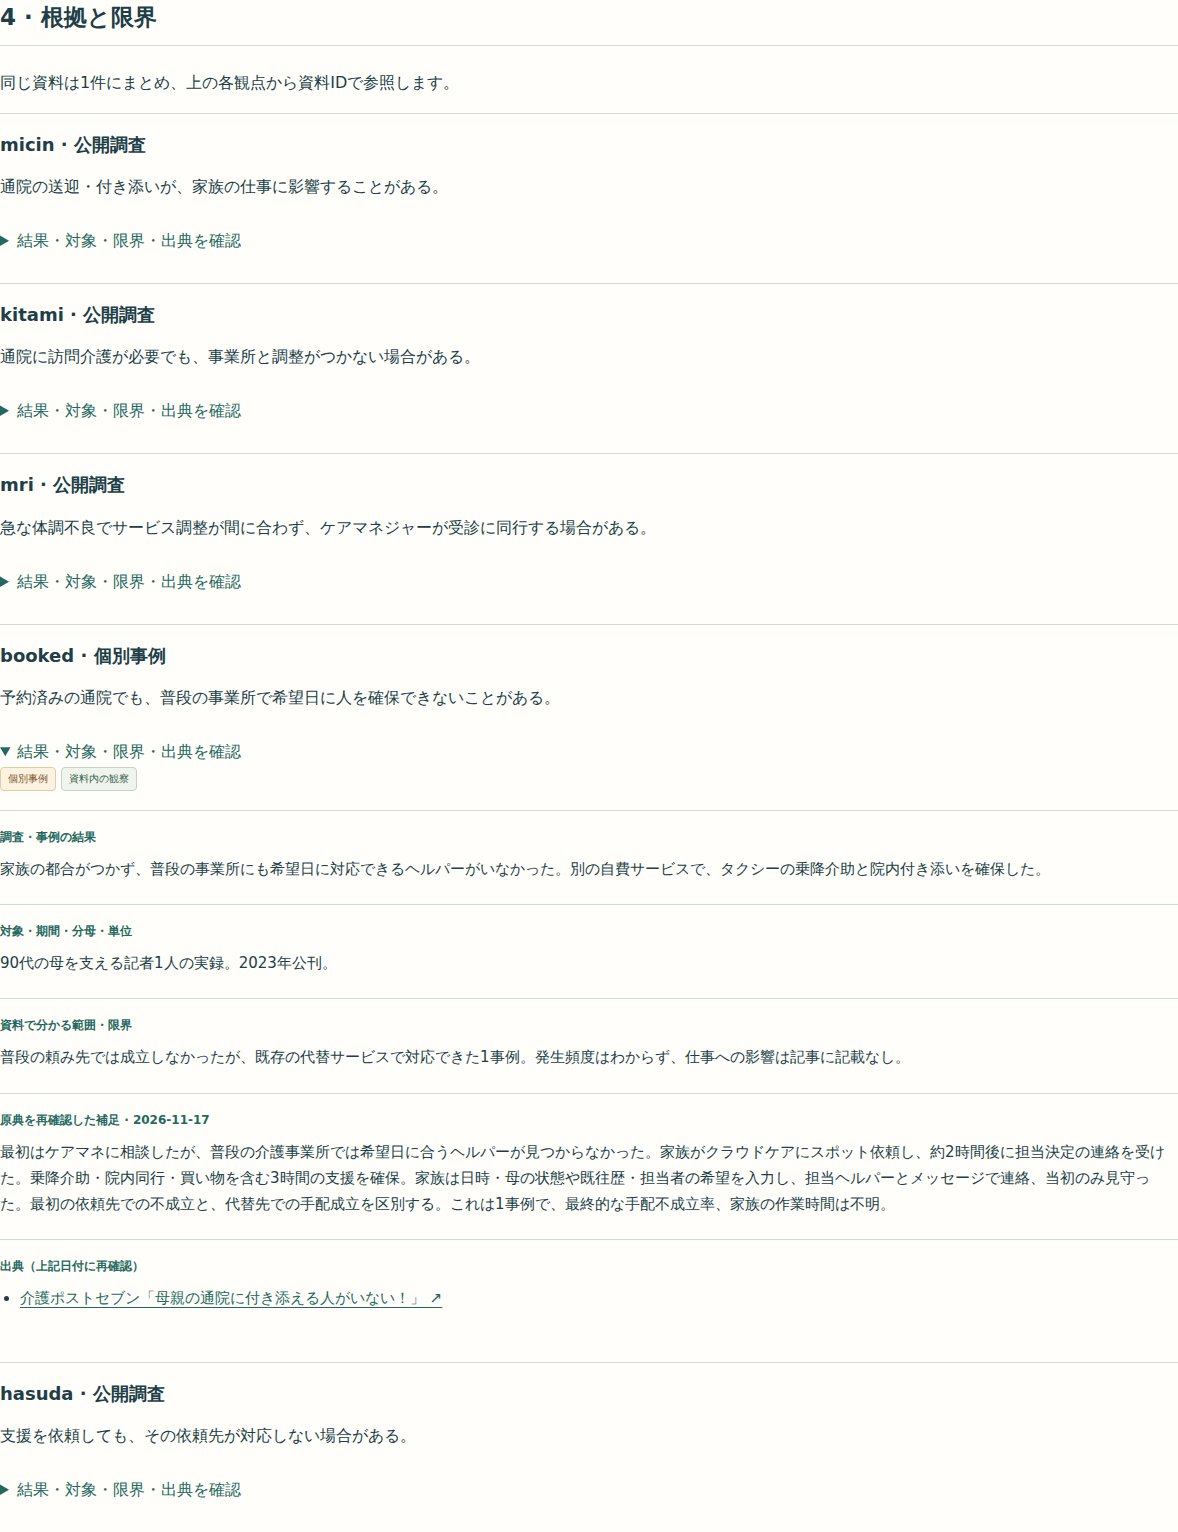 4 · 根拠と限界
同じ資料は1件にまとめ、上の各観点から資料IDで参照します。
micin · 公開調査
通院の送迎・付き添いが、家族の仕事に影響することがある。
▶ 結果・対象・限界・出典を確認
kitami · 公開調査
通院に訪問介護が必要でも、事業所と調整がつかない場合がある。
▶ 結果・対象・限界・出典を確認
mri · 公開調査
急な体調不良でサービス調整が間に合わず、ケアマネジャーが受診に同行する場合がある。
▶ 結果・対象・限界・出典を確認
booked · 個別事例
予約済みの通院でも、普段の事業所で希望日に人を確保できないことがある。
▼ 結果・対象・限界・出典を確認
個別事例 資料内の観察
調査・事例の結果
家族の都合がつかず、普段の事業所にも希望日に対応できるヘルパーがいなかった。別の自費サービスで、タクシーの乗降介助と院内付き添いを確保した。
対象・期間・分母・単位
90代の母を支える記者1人の実録。2023年公刊。
資料で分かる範囲・限界
普段の頼み先では成立しなかったが、既存の代替サービスで対応できた1事例。発生頻度はわからず、仕事への影響は記事に記載なし。
原典を再確認した補足・2026-11-17
最初はケアマネに相談したが、普段の介護事業所では希望日に合うヘルパーが見つからなかった。家族がクラウドケアにスポット依頼し、約2時間後に担当決定の連絡を受け
た。乗降介助・院内同行・買い物を含む3時間の支援を確保。家族は日時・母の状態や既往歴・担当者の希望を入力し、担当ヘルパーとメッセージで連絡、当初のみ見守っ
た。最初の依頼先での不成立と、代替先での手配成立を区別する。これは1事例で、最終的な手配不成立率、家族の作業時間は不明。
出典（上記日付に再確認）
• 介護ポストセブン「母親の通院に付き添える人がいない！」 ↗
hasuda · 公開調査
支援を依頼しても、その依頼先が対応しない場合がある。
▶ 結果・対象・限界・出典を確認